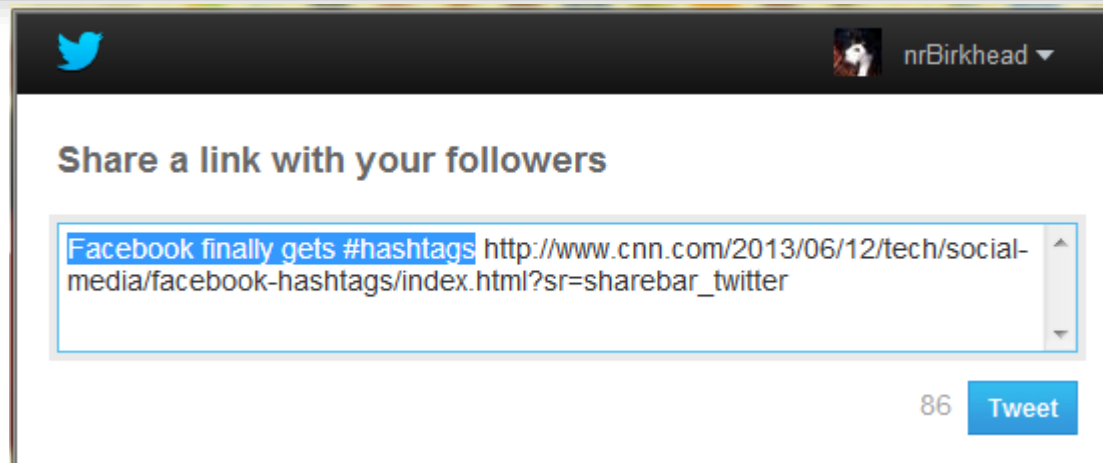 nrBirkhead
Share a link with your followers
Facebook finally gets #hashtags http://www.cnn.com/2013/06/12/tech/social-
media/facebook-hashtags/index.html?sr=sharebar_twitter
86 Tweet